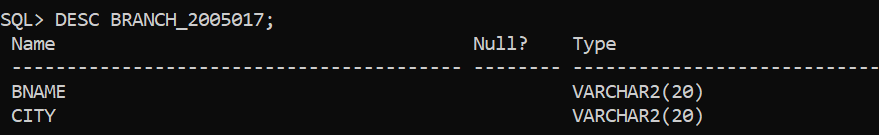 SQL> DESC BRANCH_2005017;
Name Null? Type
----------------------------------------- -------- ----------------------------
BNAME VARCHAR2(20)
CITY VARCHAR2(20)